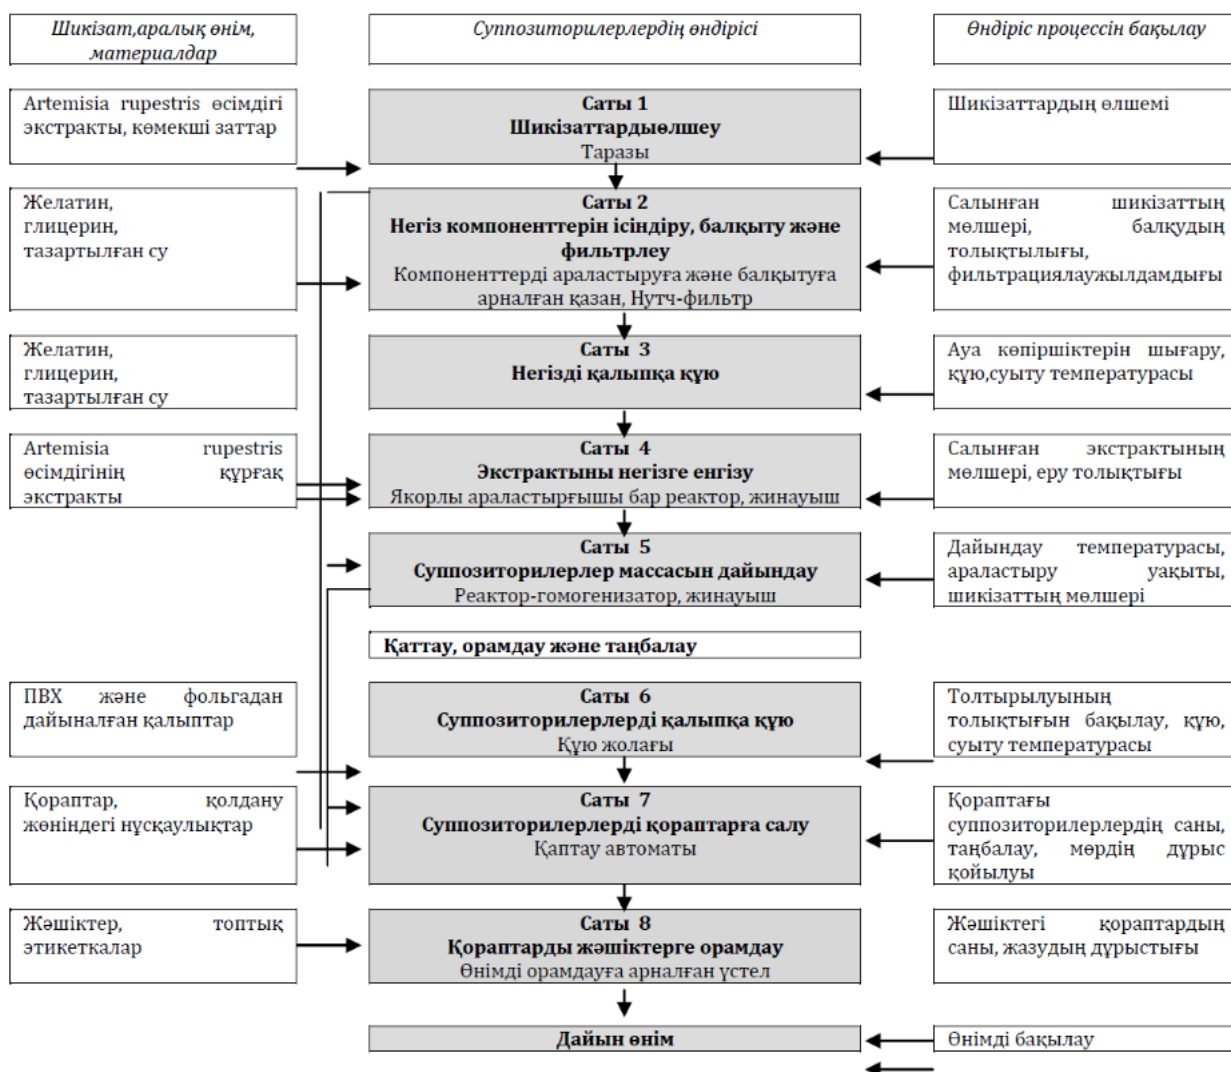 Шикізат,аралық өнім,
материалдар
Суппозиторилерлердің өндірісі
Өндіріс процессін бақылау
Artemisia rupestris өсімдігі
экстракты, көмекші заттар
Саты 1
Шикізаттардыөлшеу
Таразы
Шикізаттардың өлшемі
Желатин,
глицерин,
тазартылған су
Саты 2
Негіз компоненттерін ісіндіру, балқыту және
фильтрлеу
Компоненттерді араластыруға және балқытуға
арналған қазан, Нутч-фильтр
Салынған шикізаттың
мөлшері, балқудың
толықтылығы,
фильтрациялаужылдамдығы
Желатин,
глицерин,
тазартылған су
Саты 3
Негізді қалыпқа құю
Ауа көпіршіктерін шығару,
құю,суыту температурасы
Artemisia rupestris
өсімдігінің құрғақ
экстракты
Саты 4
Экстрактыны негізге енгізу
Якорлы араластырғышы бар реактор, жинауыш
Салынған экстрактының
мөлшері, еру толықтығы
Саты 5
Суппозиторилерлер массасын дайындау
Реактор-гомогенизатор, жинауыш
Дайындау температурасы,
араластыру уақыты,
шикізаттың мөлшері
Қаттау, орамдау және таңбалау
ПВХ және фольгадан
дайыналған қалыптар
Саты 6
Суппозиторилерлерді қалыпқа құю
Құю жолағы
Толтырылуының
толықтығын бақылау, құю,
суыту температурасы
Қораптар, қолдану
жөніндегі нұсқаулықтар
Саты 7
Суппозиторилерлерді қораптарға салу
Қаптау автоматы
Қораптағы
суппозиторилерлердің саны,
таңбалау, мөрдің дұрыс
қойылуы
Жәшіктер, топтық
этикеткалар
Саты 8
Қораптарды жәшіктерге орамдау
Өнімді орамдауға арналған үстел
Жәшіктегі қораптардың
саны, жазудың дұрыстығы
Дайын өнім
Өнімді бақылау